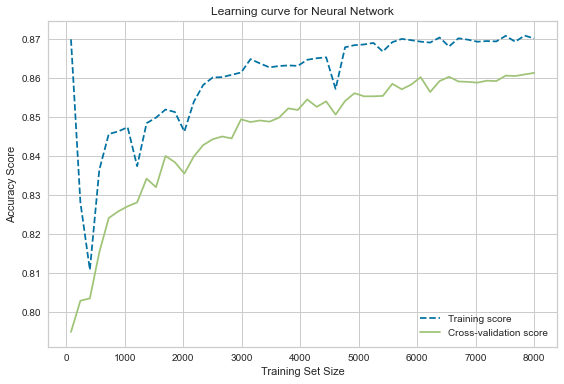 Learning curve for Neural Network
0.87
0.86
0.85
0.84
0.83
0.82
0.81
0.80
Accuracy Score
Training score
Cross-validation score
0 1000 2000 3000 4000 5000 6000 7000 8000
Training Set Size